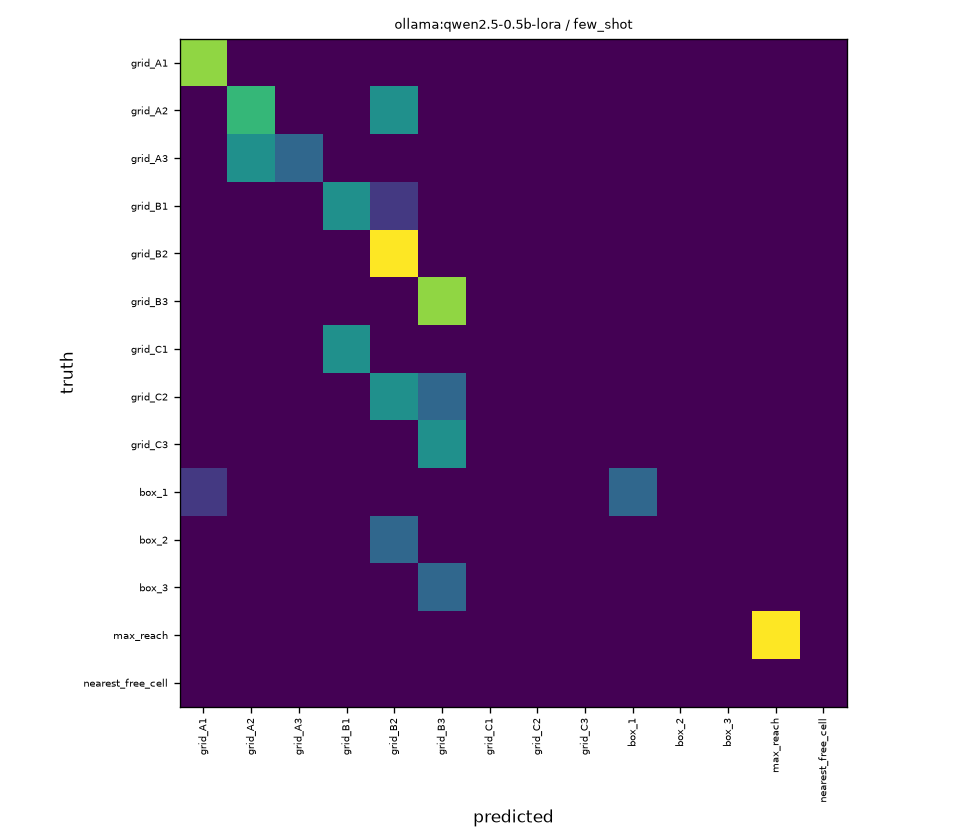 ollama:qwen2.5-0.5b-lora / few_shot
truth
grid_A1
grid_A2
grid_A3
grid_B1
grid_B2
grid_B3
grid_C1
grid_C2
grid_C3
box_1
box_2
box_3
max_reach
nearest_free_cell
grid_A1
grid_A2
grid_A3
grid_B1
grid_B2
grid_B3
grid_C1
grid_C2
grid_C3
box_1
box_2
box_3
max_reach
nearest_free_cell
predicted